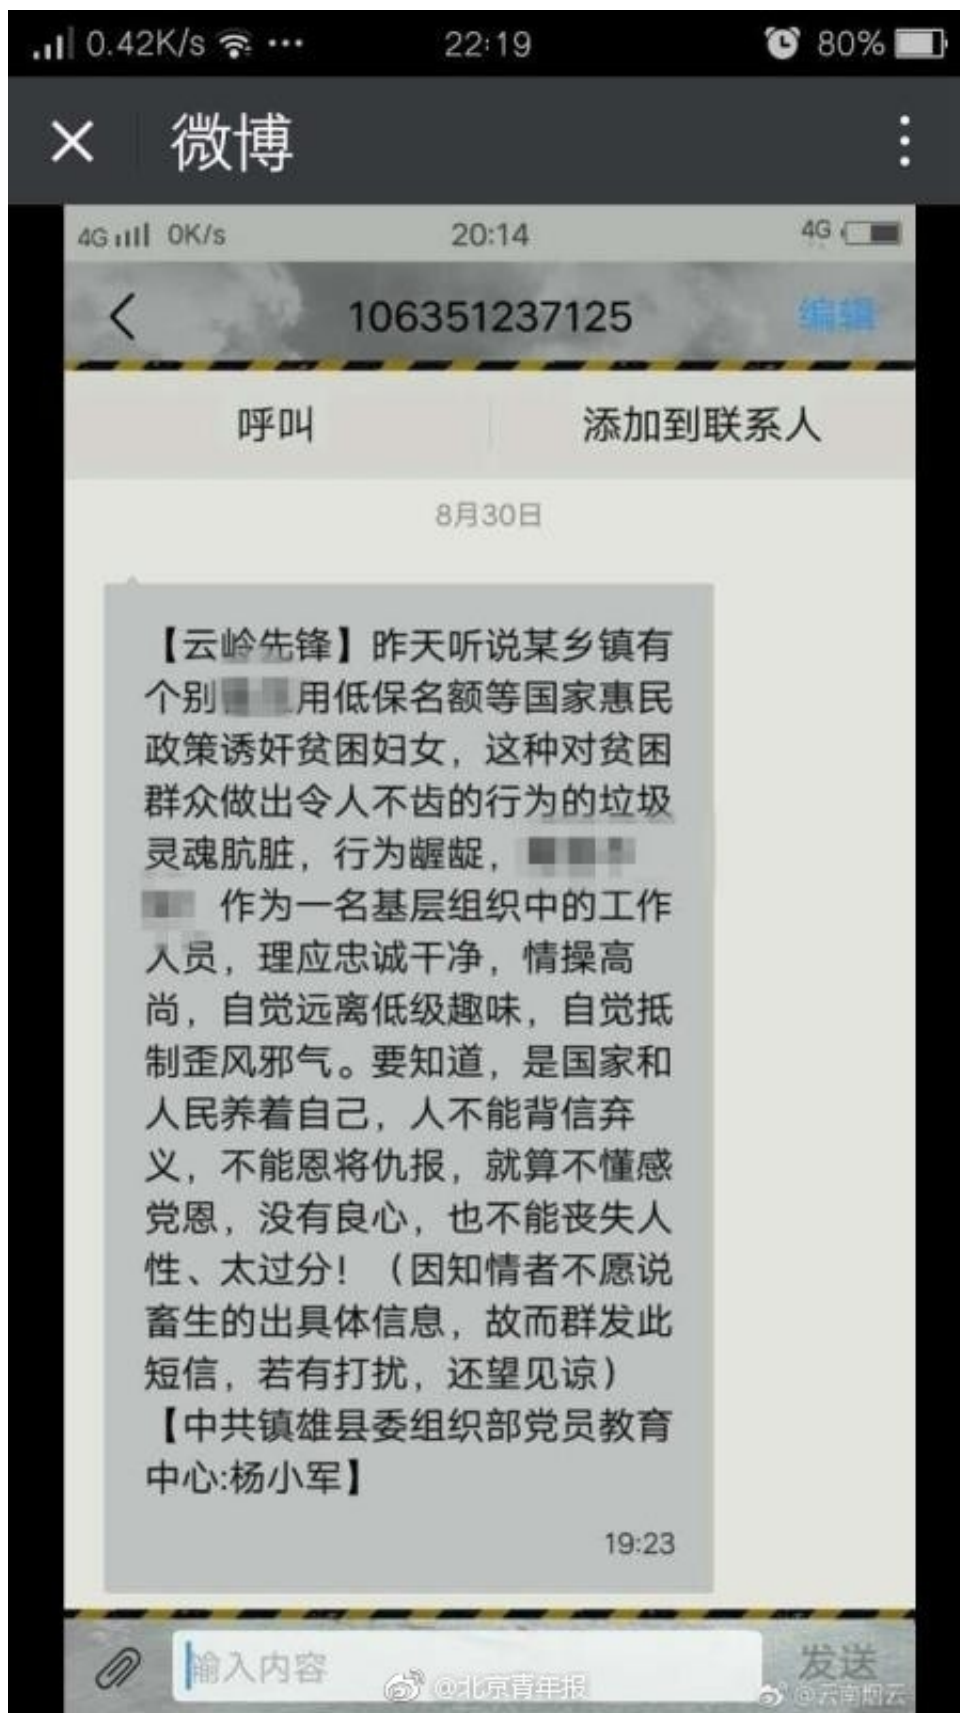 0.42K/s
22:19
80%
微博
4G 0K/s
20:14
4G
106351237125
编辑
呼叫
添加到联系人
8月30日
【云岭先锋】昨天听说某乡镇有
个别 用低保名额等国家惠民
政策诱奸贫困妇女，这种对贫困
群众做出令人不齿的行为的垃圾
灵魂肮脏，行为龌龊，
作为一名基层组织中的工作
人员，理应忠诚干净，情操高
尚，自觉远离低级趣味，自觉抵
制歪风邪气。要知道，是国家和
人民养着自己，人不能背信弃
义，不能恩将仇报，就算不懂感
党恩，没有良心，也不能丧失人
性、太过分！（因知情者不愿说
畜生的出具体信息，故而群发此
短信，若有打扰，还望见谅）
【中共镇雄县委组织部党员教育
中心:杨小军】
19:23
输入内容
发送
@北京青年报
@云南烟云